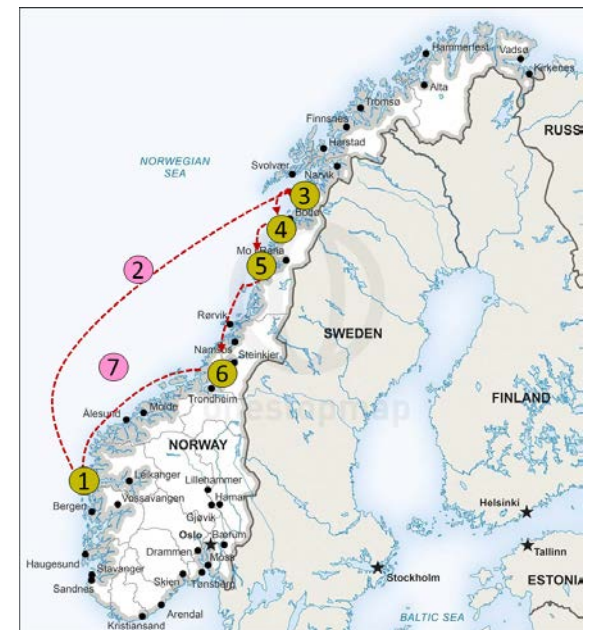 Hammerfest
Vadsø
Kirkenes
Alta
Tromsø
Finnsnes
RUSS
Harstad
NORWEGIAN
SEA
Svolvær
Narvik
3
Bodø
4
2
Mo i Rana
5
Rørvik
SWEDEN
Namsos
Steinkjer
7
6
Trondheim
FINLAND
onestopmap
Ålesund
Molde
NORWAY
1
Leikanger
Lillehammer
Bergen
Vossavangen
Hamar
Gjøvik
Helsinki
Oslo
Bærum
Drammen
Tallinn
Haugesund
Moss
Stavanger
Skien
Tønsberg
Stockholm
Sandnes
ESTONIA
Arendal
BALTIC SEA
Kristiansand